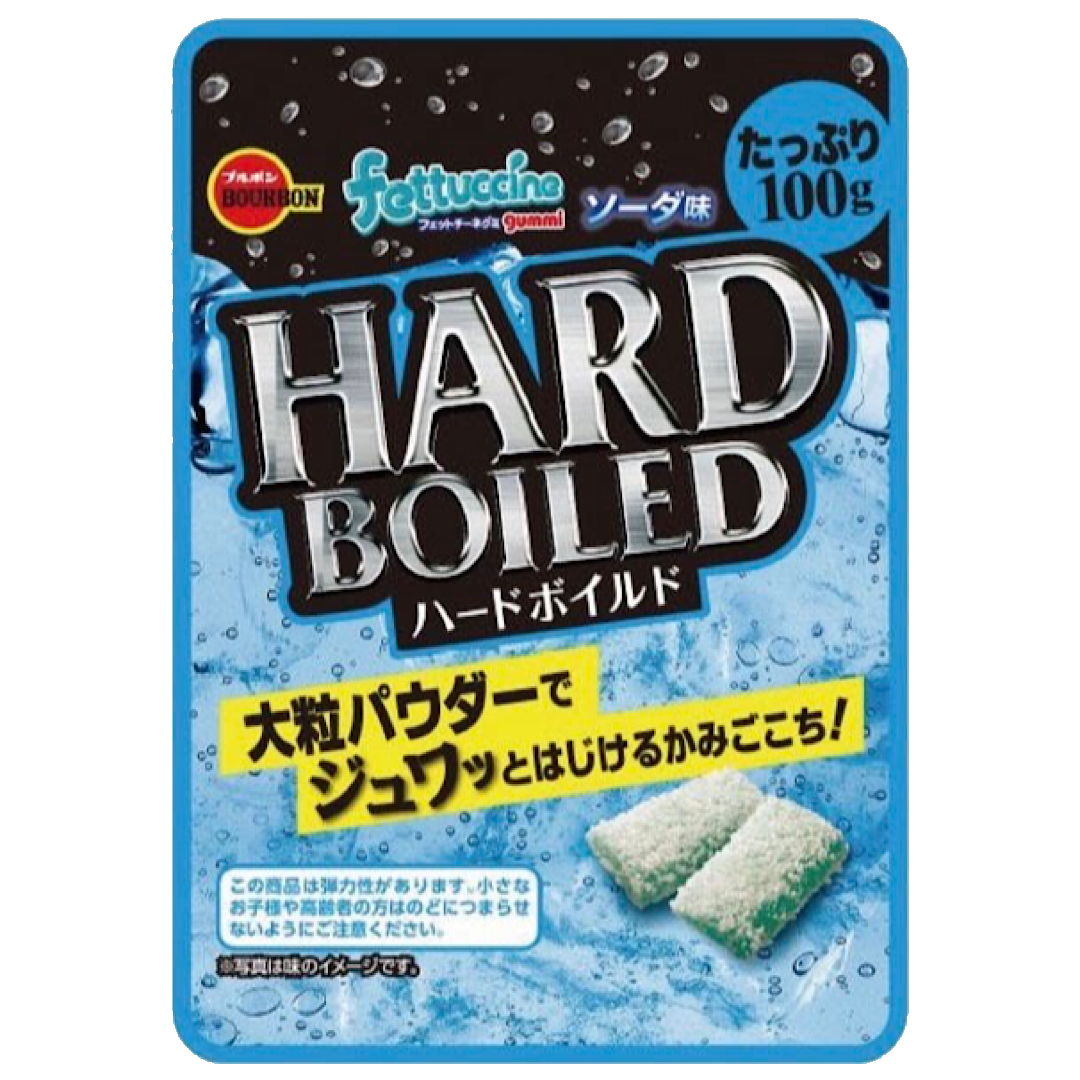 たっぷり
100g
ブルボン
BOURBON
fettuccine
フェットチーネグミ gummi
ソーダ味
HARD
BOILED
ハードボイルド
大粒パウダーで
ジュワッとはじけるかみごこち!
この商品は弾力性があります。小さな
お子様や高齢者の方はのどにつまらせ
ないようにご注意ください。
※写真は味のイメージです。